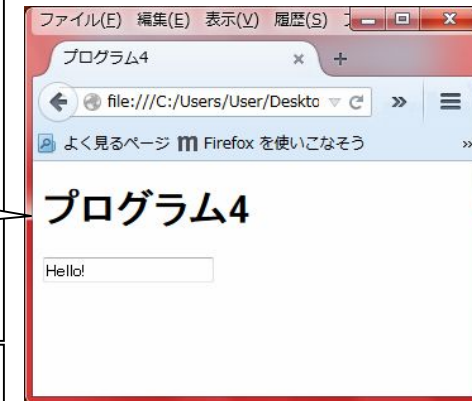 ファイル(F) 編集(E) 表示(V) 履歴(S)
プログラム4
file:///C:/Users/User/Deskto
よく見るページ Firefox を使いこなそう
プログラム4
Hello!